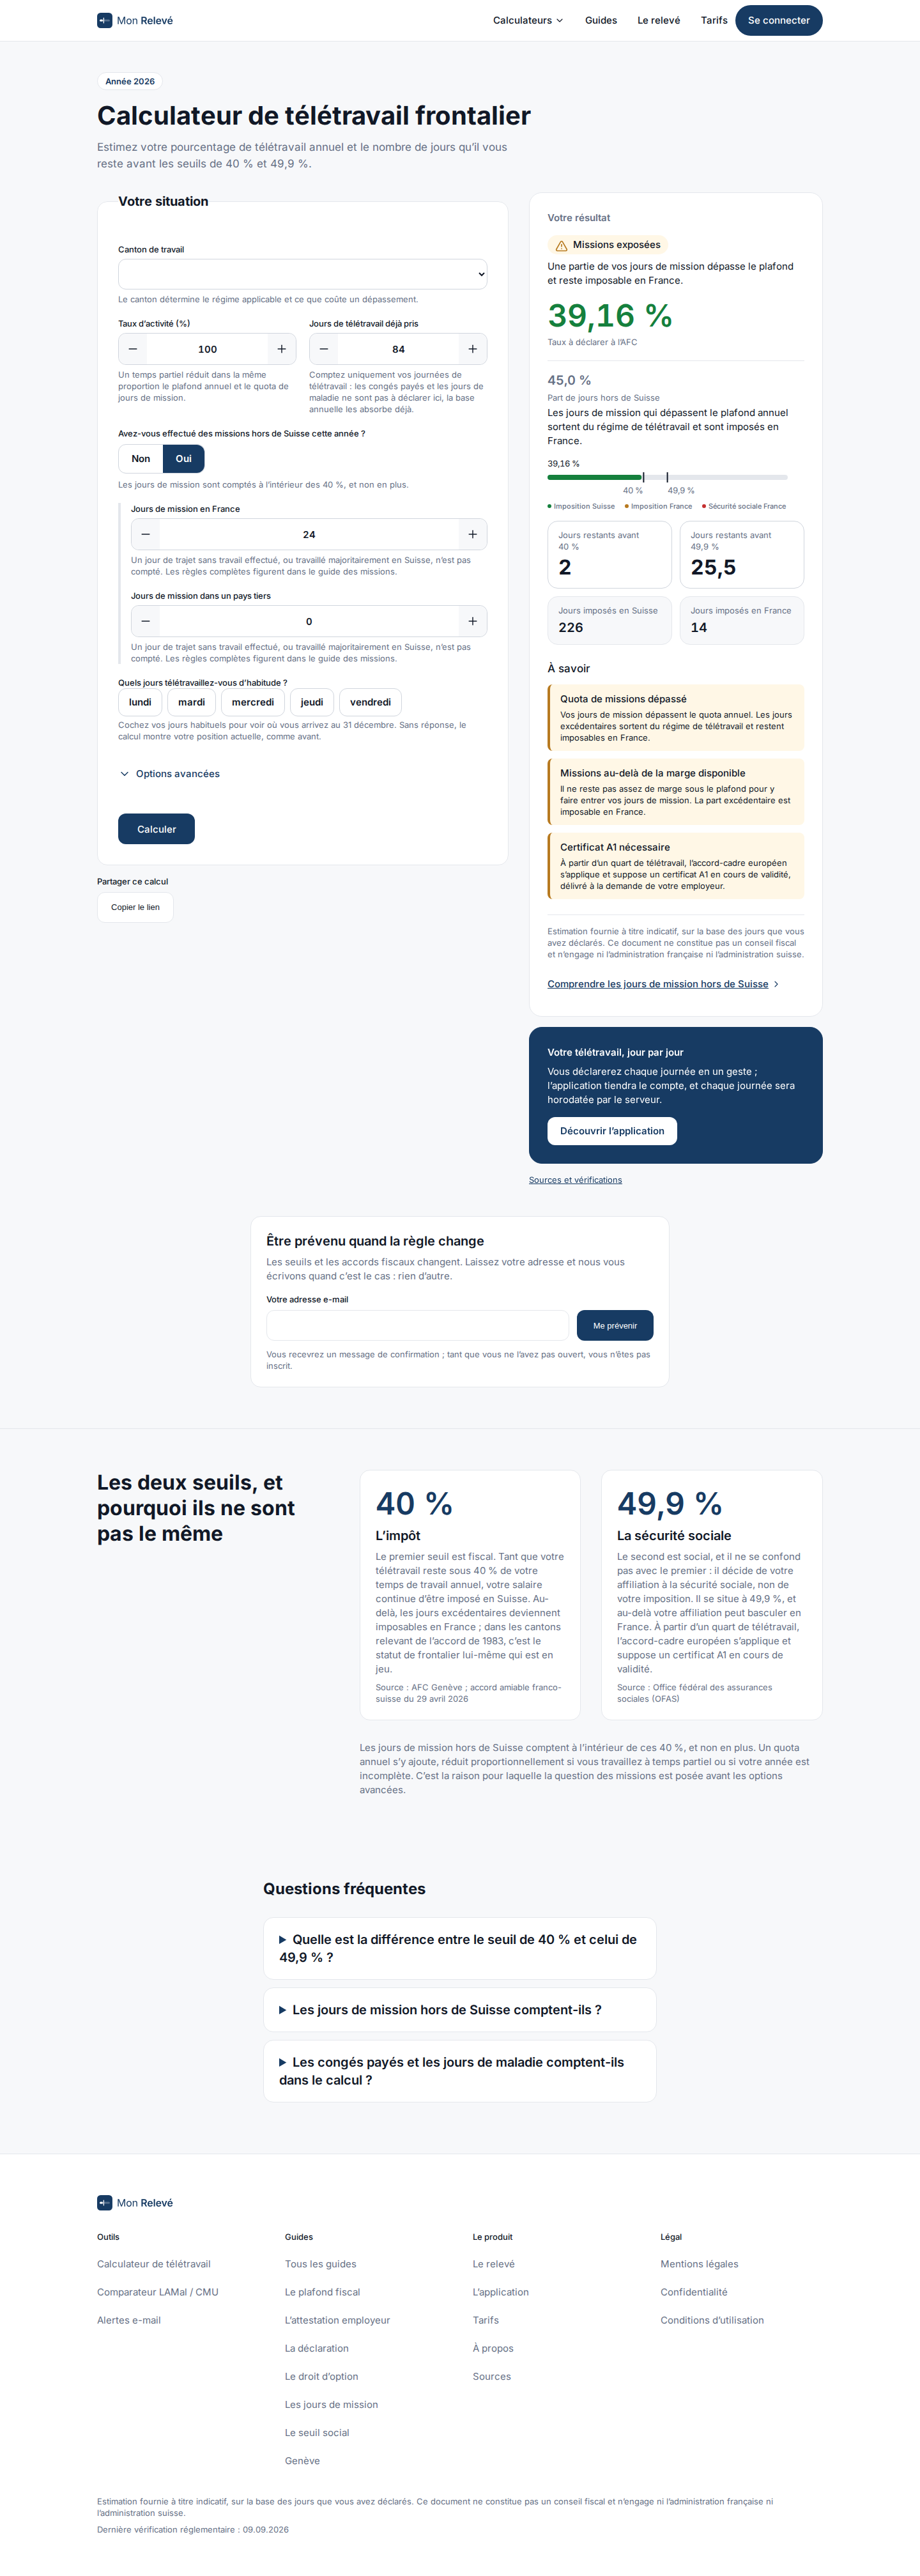 Mon Relevé
Calculateurs
Guides
Le relevé
Tarifs
Se connecter
Année 2026
Calculateur de télétravail frontalier
Estimez votre pourcentage de télétravail annuel et le nombre de jours qu’il vous
reste avant les seuils de 40 % et 49,9 %.
Votre situation
Canton de travail
Le canton détermine le régime applicable et ce que coûte un dépassement.
Taux d’activité (%)
100
Un temps partiel réduit dans la même
proportion le plafond annuel et le quota de
jours de mission.
Jours de télétravail déjà pris
84
Comptez uniquement vos journées de
télétravail : les congés payés et les jours de
maladie ne sont pas à déclarer ici, la base
annuelle les absorbe déjà.
Avez-vous effectué des missions hors de Suisse cette année ?
Non
Oui
Les jours de mission sont comptés à l’intérieur des 40 %, et non en plus.
Jours de mission en France
24
Un jour de trajet sans travail effectué, ou travaillé majoritairement en Suisse, n’est pas
compté. Les règles complètes figurent dans le guide des missions.
Jours de mission dans un pays tiers
0
Un jour de trajet sans travail effectué, ou travaillé majoritairement en Suisse, n’est pas
compté. Les règles complètes figurent dans le guide des missions.
Quels jours télétravaillez-vous d’habitude ?
lundi
mardi
mercredi
jeudi
vendredi
Cochez vos jours habituels pour voir où vous arrivez au 31 décembre. Sans réponse, le
calcul montre votre position actuelle, comme avant.
Options avancées
Calculer
Partager ce calcul
Copier le lien
Votre résultat
Missions exposées
Une partie de vos jours de mission dépasse le plafond
et reste imposable en France.
39,16 %
Taux à déclarer à l’AFC
45,0 %
Part de jours hors de Suisse
Les jours de mission qui dépassent le plafond annuel
sortent du régime de télétravail et sont imposés en
France.
39,16 %
40 %
49,9 %
Imposition Suisse
Imposition France
Sécurité sociale France
Jours restants avant
40 %
2
Jours restants avant
49,9 %
25,5
Jours imposés en Suisse
226
Jours imposés en France
14
À savoir
Quota de missions dépassé
Vos jours de mission dépassent le quota annuel. Les jours
excédentaires sortent du régime de télétravail et restent
imposables en France.
Missions au-delà de la marge disponible
Il ne reste pas assez de marge sous le plafond pour y
faire entrer vos jours de mission. La part excédentaire est
imposable en France.
Certificat A1 nécessaire
À partir d’un quart de télétravail, l’accord-cadre européen
s’applique et suppose un certificat A1 en cours de validité,
délivré à la demande de votre employeur.
Estimation fournie à titre indicatif, sur la base des jours que vous
avez déclarés. Ce document ne constitue pas un conseil fiscal
et n’engage ni l’administration française ni l’administration suisse.
Comprendre les jours de mission hors de Suisse
Votre télétravail, jour par jour
Vous déclarerez chaque journée en un geste ;
l’application tiendra le compte, et chaque journée sera
horodatée par le serveur.
Découvrir l’application
Sources et vérifications
Être prévenu quand la règle change
Les seuils et les accords fiscaux changent. Laissez votre adresse et nous vous
écrivons quand c’est le cas : rien d’autre.
Votre adresse e-mail
Me prévenir
Vous recevrez un message de confirmation ; tant que vous ne l’avez pas ouvert, vous n’êtes pas
inscrit.
Les deux seuils, et
pourquoi ils ne sont
pas le même
40 %
L’impôt
Le premier seuil est fiscal. Tant que votre
télétravail reste sous 40 % de votre
temps de travail annuel, votre salaire
continue d’être imposé en Suisse. Au-
delà, les jours excédentaires deviennent
imposables en France ; dans les cantons
relevant de l’accord de 1983, c’est le
statut de frontalier lui-même qui est en
jeu.
Source : AFC Genève ; accord amiable franco-
suisse du 29 avril 2026
49,9 %
La sécurité sociale
Le second est social, et il ne se confond
pas avec le premier : il décide de votre
affiliation à la sécurité sociale, non de
votre imposition. Il se situe à 49,9 %, et
au-delà votre affiliation peut basculer en
France. À partir d’un quart de télétravail,
l’accord-cadre européen s’applique et
suppose un certificat A1 en cours de
validité.
Source : Office fédéral des assurances
sociales (OFAS)
Les jours de mission hors de Suisse comptent à l’intérieur de ces 40 %, et non en plus. Un quota
annuel s’y ajoute, réduit proportionnellement si vous travaillez à temps partiel ou si votre année est
incomplète. C’est la raison pour laquelle la question des missions est posée avant les options
avancées.
Questions fréquentes
Quelle est la différence entre le seuil de 40 % et celui de
49,9 % ?
Les jours de mission hors de Suisse comptent-ils ?
Les congés payés et les jours de maladie comptent-ils
dans le calcul ?
Mon Relevé
Outils
Calculateur de télétravail
Comparateur LAMal / CMU
Alertes e-mail
Guides
Tous les guides
Le plafond fiscal
L’attestation employeur
La déclaration
Le droit d’option
Les jours de mission
Le seuil social
Genève
Le produit
Le relevé
L’application
Tarifs
À propos
Sources
Légal
Mentions légales
Confidentialité
Conditions d’utilisation
Estimation fournie à titre indicatif, sur la base des jours que vous avez déclarés. Ce document ne constitue pas un conseil fiscal et n’engage ni l’administration française ni
l’administration suisse.
Dernière vérification réglementaire : 09.09.2026